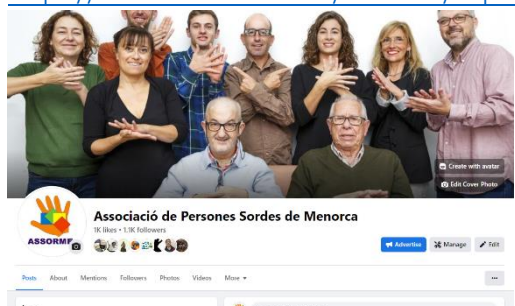 Create with avatar
Edit Cover Photo
ASSORME
Associació de Persones Sordes de Menorca
1K likes • 1.1K followers
Advertise
Manage
Edit
Posts
About
Mentions
Followers
Photos
Videos
More